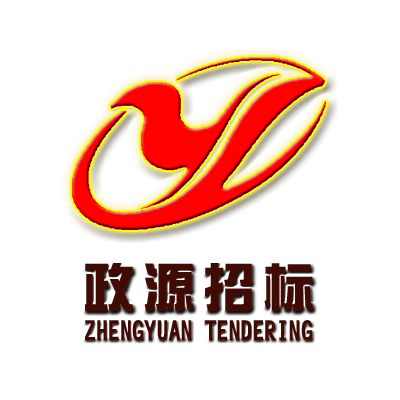 政源招标
ZHENGYUAN TENDERING